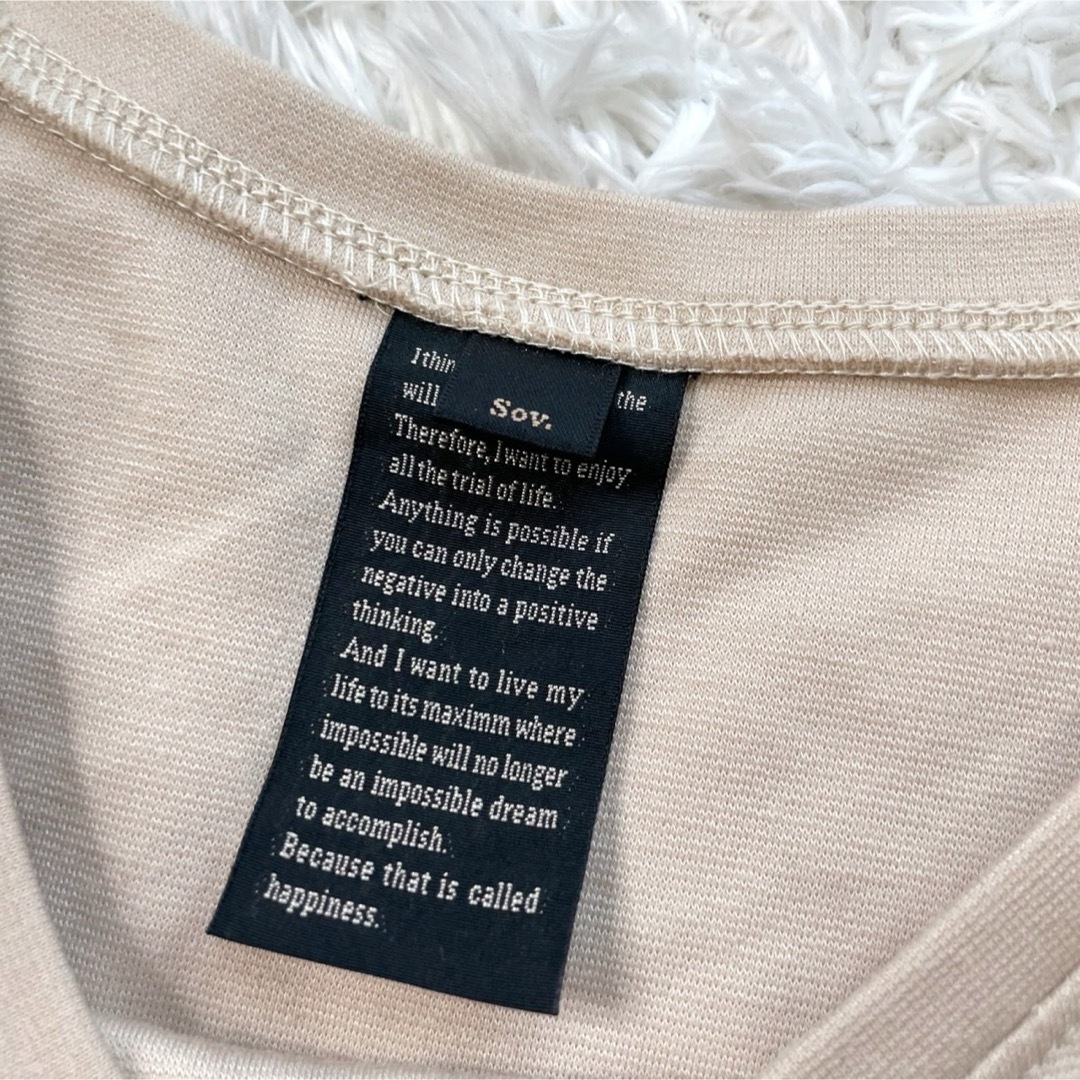 I thin
will the
Sov.
Therefore, I want to enjoy
all the trial of life.
Anything is possible if
you can only change the
negative into a positive
thinking.
And I want to live my
life to its maximm where
impossible will no longer
be an impossible dream
to accomplish.
Because that is called
happiness.